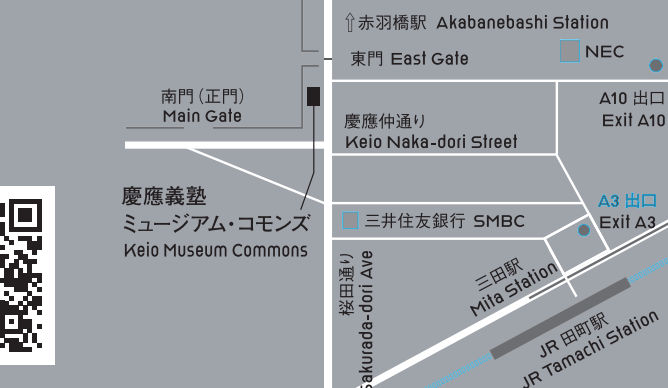 赤羽橋駅 Akabanebashi Station
NEC
東門 East Gate
南門（正門）
Main Gate
A10 出口
Exit A10
慶應仲通り
Keio Naka-dori Street
慶應義塾
ミュージアム・コモンズ
Keio Museum Commons
A3 出口
Exit A3
三井住友銀行 SMBC
桜田通り
sakurada-dori Ave
三田駅
Mita Station
JR 田町駅
JR Tamachi Station